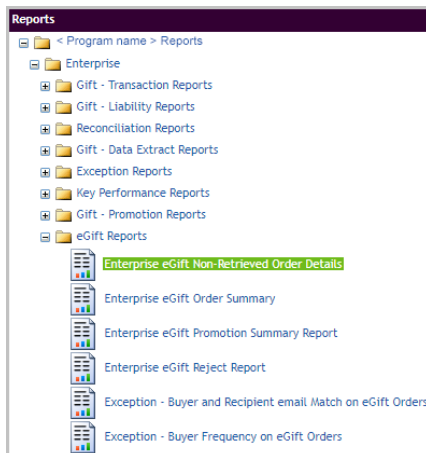 Reports
< Program name > Reports
Enterprise
Gift - Transaction Reports
Gift - Liability Reports
Reconciliation Reports
Gift - Data Extract Reports
Exception Reports
Key Performance Reports
Gift - Promotion Reports
eGift Reports
Enterprise eGift Non-Retrieved Order Details
Enterprise eGift Order Summary
Enterprise eGift Promotion Summary Report
Enterprise eGift Reject Report
Exception - Buyer and Recipient email Match on eGift Orders
Exception - Buyer Frequency on eGift Orders